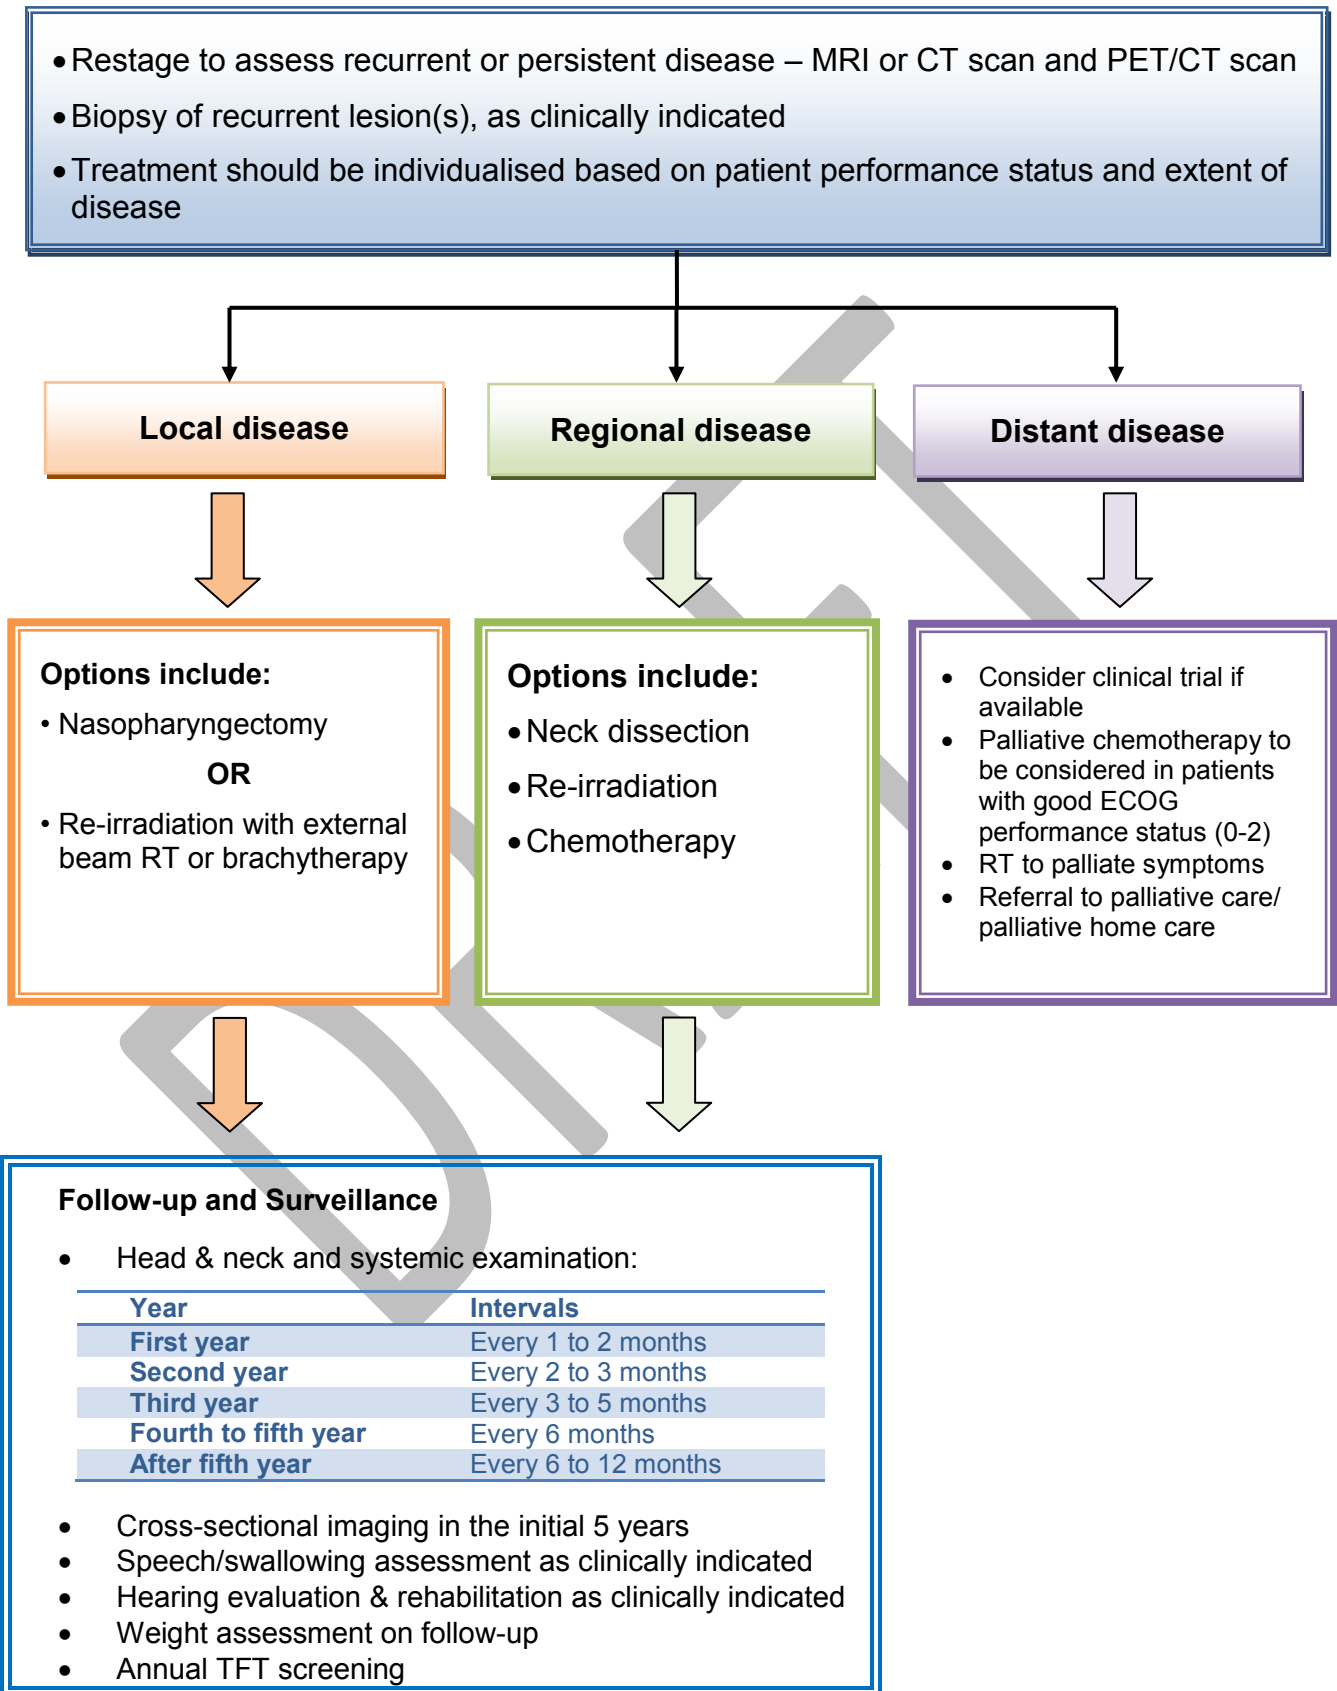 •Restage to assess recurrent or persistent disease – MRI or CT scan and PET/CT scan
•Biopsy of recurrent lesion(s), as clinically indicated
•Treatment should be individualised based on patient performance status and extent of
disease
Local disease
Regional disease
Distant disease
Options include:
• Nasopharyngectomy
OR
• Re-irradiation with external
beam RT or brachytherapy
Options include:
•Neck dissection
•Re-irradiation
•Chemotherapy
• Consider clinical trial if
available
• Palliative chemotherapy to
be considered in patients
with good ECOG
performance status (0-2)
• RT to palliate symptoms
• Referral to palliative care/
palliative home care
DRAFT
Follow-up and Surveillance
• Head & neck and systemic examination:
Year Intervals
First year Every 1 to 2 months
Second year Every 2 to 3 months
Third year Every 3 to 5 months
Fourth to fifth year Every 6 months
After fifth year Every 6 to 12 months
• Cross-sectional imaging in the initial 5 years
• Speech/swallowing assessment as clinically indicated
• Hearing evaluation & rehabilitation as clinically indicated
• Weight assessment on follow-up
• Annual TFT screening